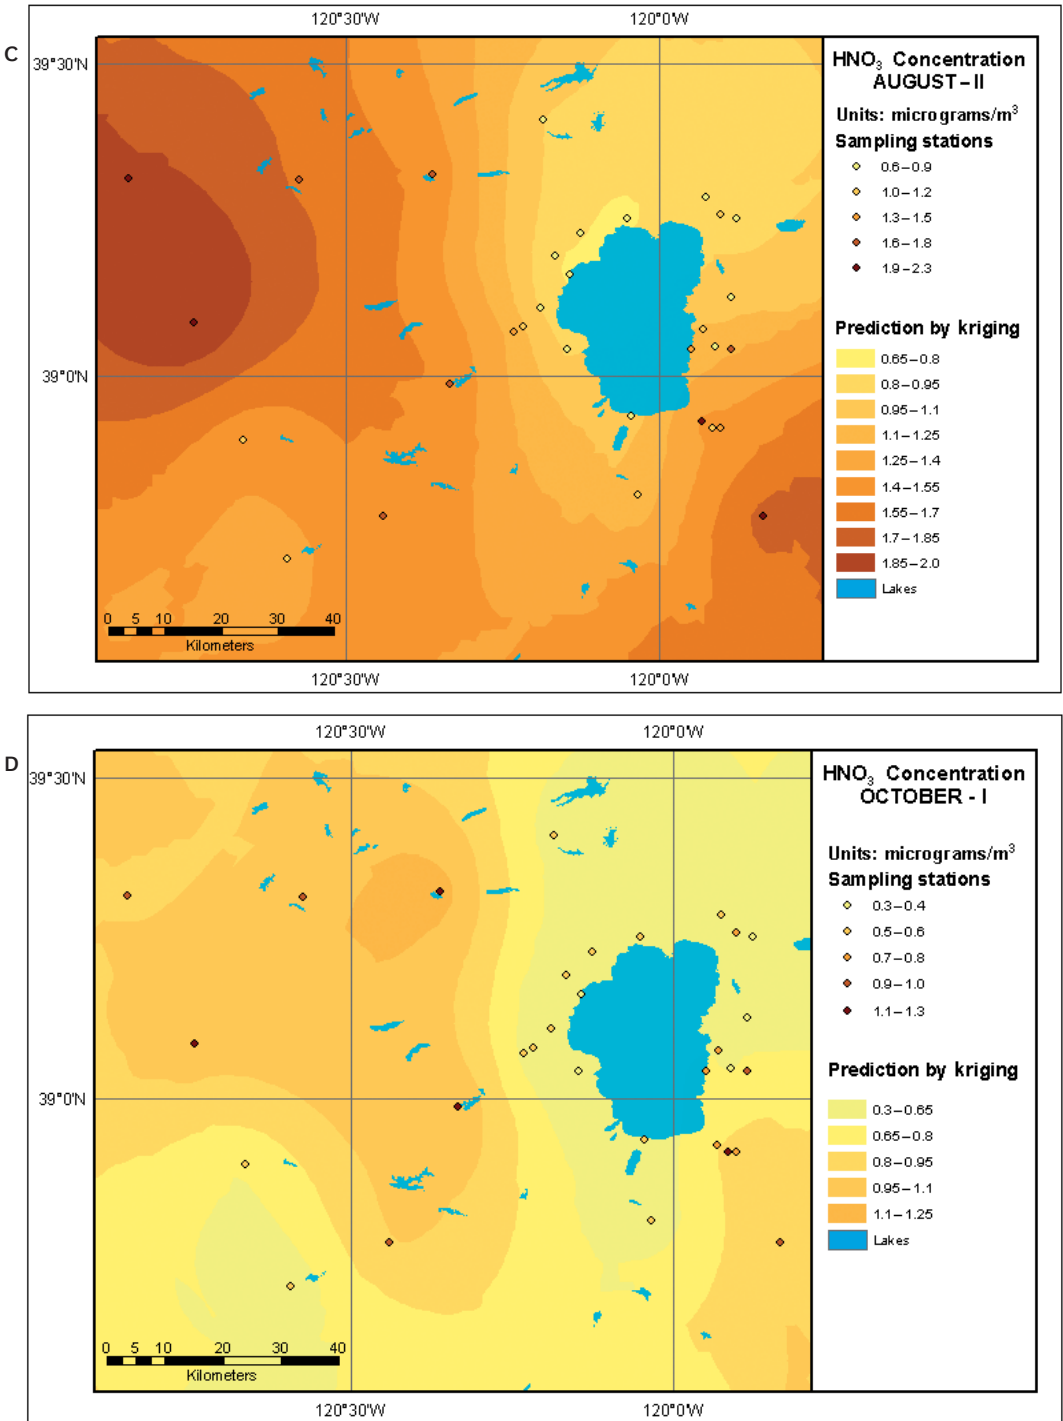 C
120°30'W 120°0'W
39°30'N
39°0'N
HNO3 Concentration
AUGUST – II
Units: micrograms/m3
Sampling stations
0.6 – 0.9
1.0 – 1.2
1.3 – 1.5
1.6 – 1.8
1.9 – 2.3
Prediction by kriging
0.65 – 0.8
0.8 – 0.95
0.95 – 1.1
1.1 – 1.25
1.25 – 1.4
1.4 – 1.55
1.55 – 1.7
1.7 – 1.85
1.85 – 2.0
Lakes
0 5 10 20 30 40
Kilometers
120°30'W 120°0'W
D
120°30'W 120°0'W
39°30'N
39°0'N
HNO3 Concentration
OCTOBER - I
Units: micrograms/m3
Sampling stations
0.3 – 0.4
0.5 – 0.6
0.7 – 0.8
0.9 – 1.0
1.1 – 1.3
Prediction by kriging
0.3 – 0.65
0.65 – 0.8
0.8 – 0.95
0.95 – 1.1
1.1 – 1.25
Lakes
0 5 10 20 30 40
Kilometers
120°30'W 120°0'W